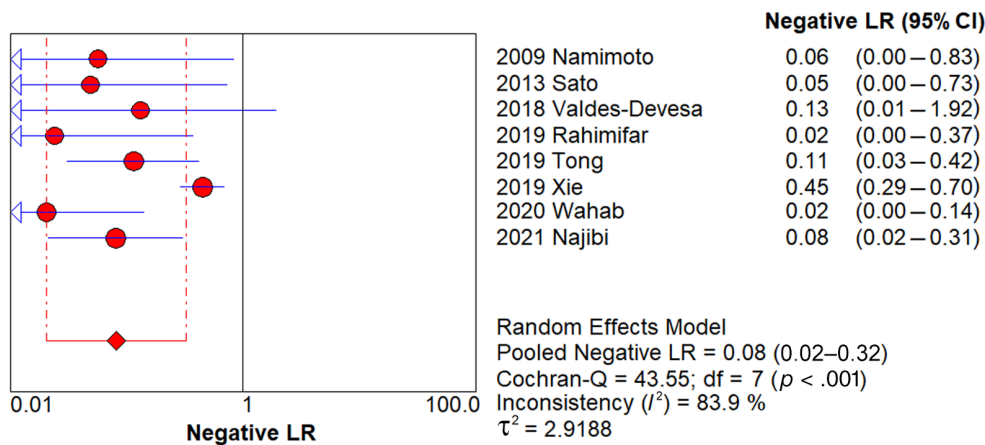 Negative LR (95% CI)
2009 Namimoto 0.06 (0.00 – 0.83)
2013 Sato 0.05 (0.00 – 0.73)
2018 Valdes-Devesa 0.13 (0.01 – 1.92)
2019 Rahimifar 0.02 (0.00 – 0.37)
2019 Tong 0.11 (0.03 – 0.42)
2019 Xie 0.45 (0.29 – 0.70)
2020 Wahab 0.02 (0.00 – 0.14)
2021 Najibi 0.08 (0.02 – 0.31)
Random Effects Model
Pooled Negative LR = 0.08 (0.02–0.32)
Cochran-Q = 43.55; df = 7 (p < .001)
Inconsistency (I²) = 83.9 %
τ² = 2.9188
0.01 1 100.0
Negative LR